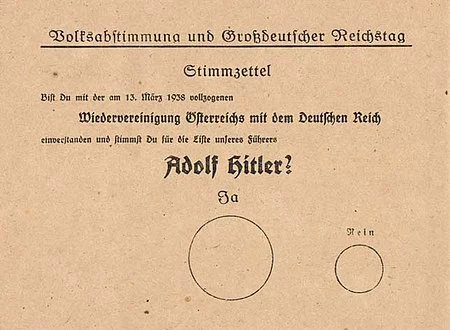 Volksabstimmung und Großdeutscher Reichstag
Stimmzettel
Bist Du mit der am 13. März 1938 vollzogenen
Wiedervereinigung Österreichs mit dem Deutschen Reich
einverstanden und stimmst Du für die Liste unseres Führers
Adolf Hitler?
Ja
Nein